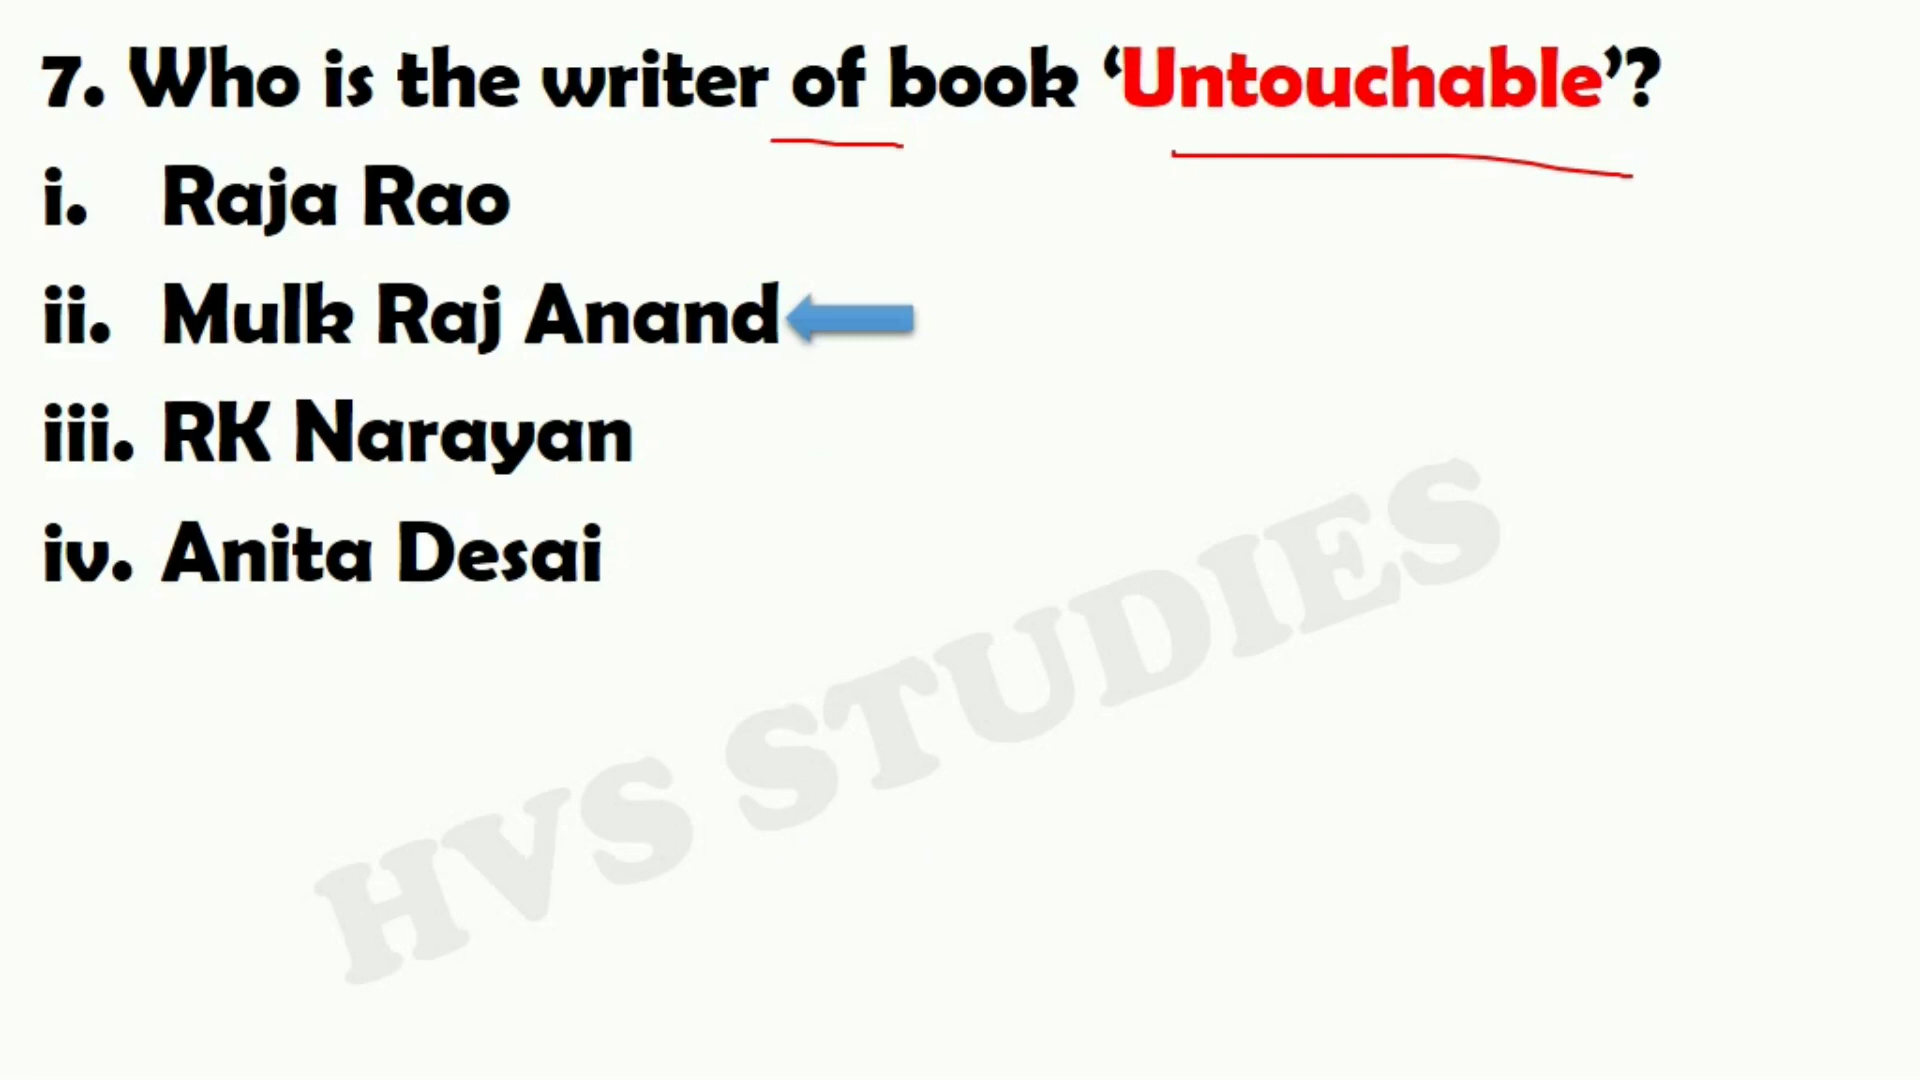 7. Who is the writer of book ‘Untouchable’?
i. Raja Rao
ii. Mulk Raj Anand
iii. RK Narayan
iv. Anita Desai
HVS STUDIES